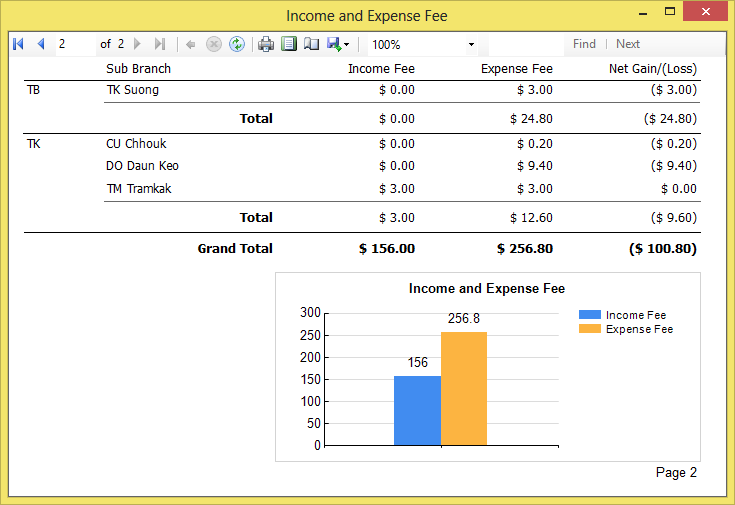 Income and Expense Fee
2 of 2 100% Find | Next
Sub Branch Income Fee Expense Fee Net Gain/(Loss)
TB TK Suong $ 0.00 $ 3.00 ($ 3.00)
Total $ 0.00 $ 24.80 ($ 24.80)
TK CU Chhouk $ 0.00 $ 0.20 ($ 0.20)
DO Daun Keo $ 0.00 $ 9.40 ($ 9.40)
TM Tramkak $ 3.00 $ 3.00 $ 0.00
Total $ 3.00 $ 12.60 ($ 9.60)
Grand Total $ 156.00 $ 256.80 ($ 100.80)
Income and Expense Fee
300
250
200
150
100
50
0
156
256.8
Income Fee
Expense Fee
Page 2